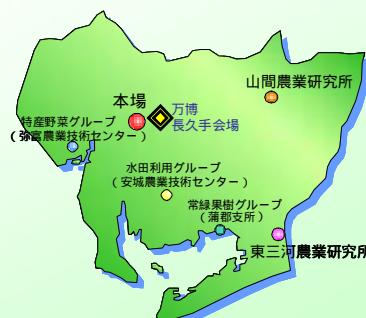 山間農業研究所
本場
万博
長久手会場
特産野菜グループ
（弥富農業技術センター）
水田利用グループ
（安城農業技術センター）
常緑果樹グループ
（蒲郡支所）
東三河農業研究所